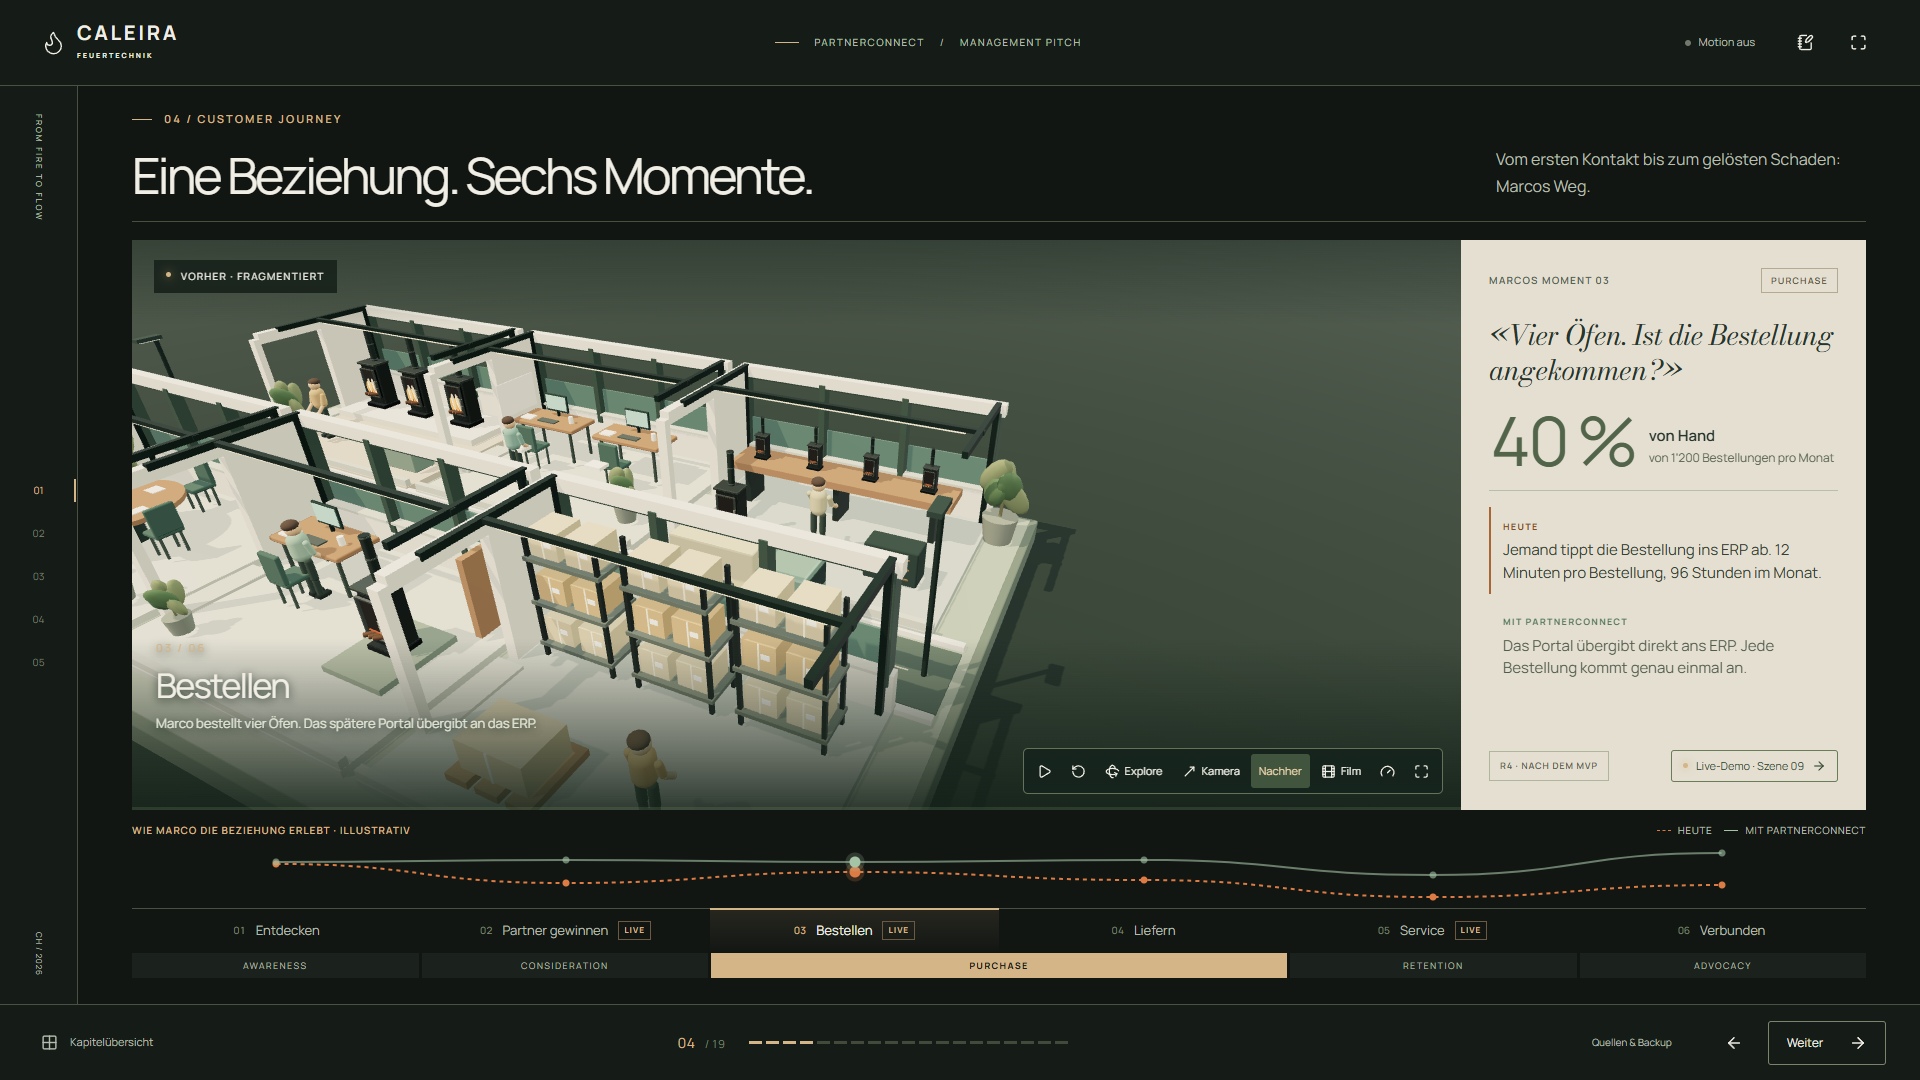 CALEIRA
FEUERTECHNIK
PARTNERCONNECT / MANAGEMENT PITCH
Motion aus
FROM FIRE TO FLOW
04 / CUSTOMER JOURNEY
Eine Beziehung. Sechs Momente.
Vom ersten Kontakt bis zum gelösten Schaden:
Marcos Weg.
VORHER · FRAGMENTIERT
03 / 06
Bestellen
Marco bestellt vier Öfen. Das spätere Portal übergibt an das ERP.
Explore
Kamera
Nachher
Film
MARCOS MOMENT 03
PURCHASE
«Vier Öfen. Ist die Bestellung
angekommen?»
40 %
von Hand
von 1'200 Bestellungen pro Monat
HEUTE
Jemand tippt die Bestellung ins ERP ab. 12
Minuten pro Bestellung, 96 Stunden im Monat.
MIT PARTNERCONNECT
Das Portal übergibt direkt ans ERP. Jede
Bestellung kommt genau einmal an.
R4 · NACH DEM MVP
Live-Demo · Szene 09
01
02
03
04
05
CH / 2026
WIE MARCO DIE BEZIEHUNG ERLEBT · ILLUSTRATIV
HEUTE
MIT PARTNERCONNECT
01 Entdecken
02 Partner gewinnen LIVE
03 Bestellen LIVE
04 Liefern
05 Service LIVE
06 Verbunden
AWARENESS
CONSIDERATION
PURCHASE
RETENTION
ADVOCACY
Kapitelübersicht
04 / 19
Quellen & Backup
Weiter